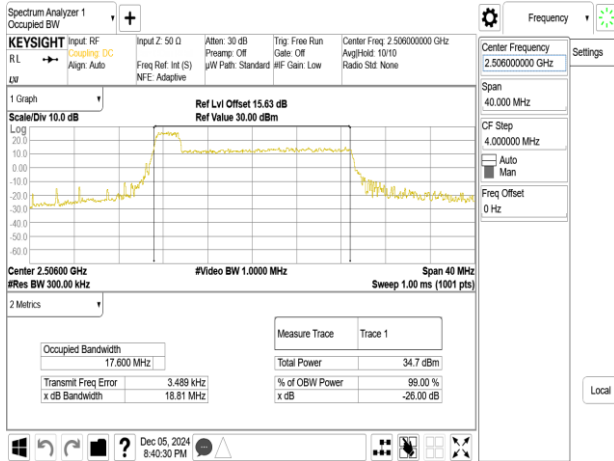 Spectrum Analyzer 1
Occupied BW
KEYSIGHT
RL
LXI
Input: RF
Coupling: DC
Align: Auto
Input Z: 50 Ω
Freq Ref: Int (S)
NFE: Adaptive
Atten: 30 dB
Preamp: Off
µW Path: Standard
Trig: Free Run
Gate: Off
#IF Gain: Low
Center Freq: 2.506000000 GHz
Avg|Hold: 10/10
Radio Std: None
1 Graph
Scale/Div 10.0 dB
Ref Lvl Offset 15.63 dB
Ref Value 30.00 dBm
Log
20.0
10.0
0.00
-10.0
-20.0
-30.0
-40.0
-50.0
-60.0
Center 2.50600 GHz
#Res BW 300.00 kHz
#Video BW 1.0000 MHz
Span 40 MHz
Sweep 1.00 ms (1001 pts)
2 Metrics
Measure Trace Trace 1
Occupied Bandwidth
17.600 MHz
Total Power 34.7 dBm
Transmit Freq Error 3.489 kHz
% of OBW Power 99.00 %
x dB Bandwidth 18.81 MHz
x dB -26.00 dB
Dec 05, 2024
8:40:30 PM
Frequency
Center Frequency
2.506000000 GHz
Span
40.000 MHz
CF Step
4.000000 MHz
Auto
Man
Freq Offset
0 Hz
Settings
Local